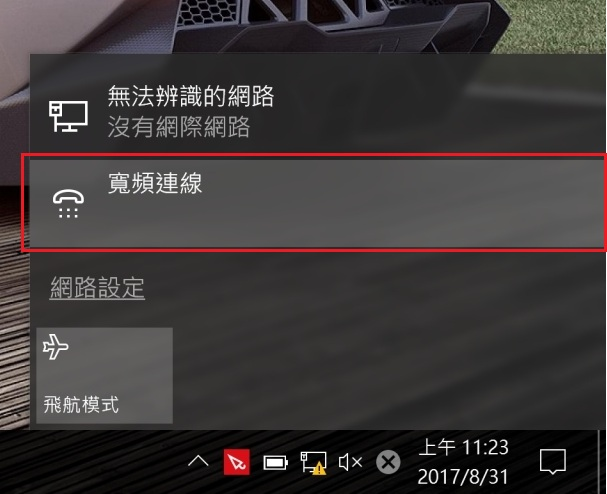 無法辨識的網路
沒有網際網路
寬頻連線
網路設定
飛航模式
上午 11:23
2017/8/31